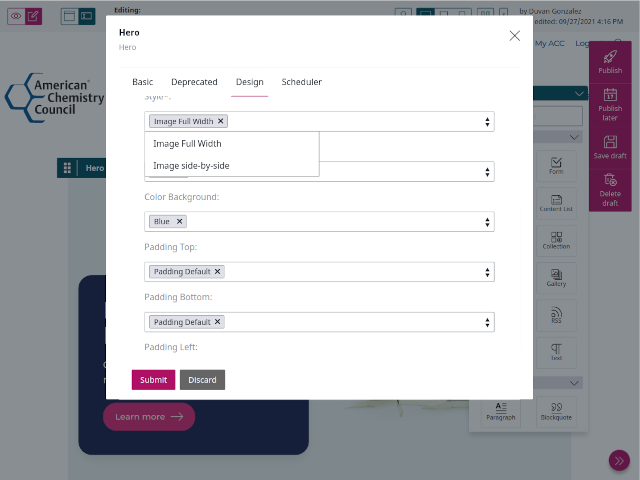 Editing:
by Duvan Gonzalez
edited: 09/27/2021 4:16 PM
Hero
Hero
My ACC
Log
Publish
Basic
Deprecated
Design
Scheduler
American
Chemistry
Council
Image Full Width
Publish
later
Image Full Width
Save draft
Image side-by-side
Hero
Form
Delete
draft
Color Background:
Content List
Blue
Collection
Padding Top:
Padding Default
Gallery
Padding Bottom:
Padding Default
RSS
Padding Left:
Text
Submit
Discard
Learn more
Paragraph
Blockquote